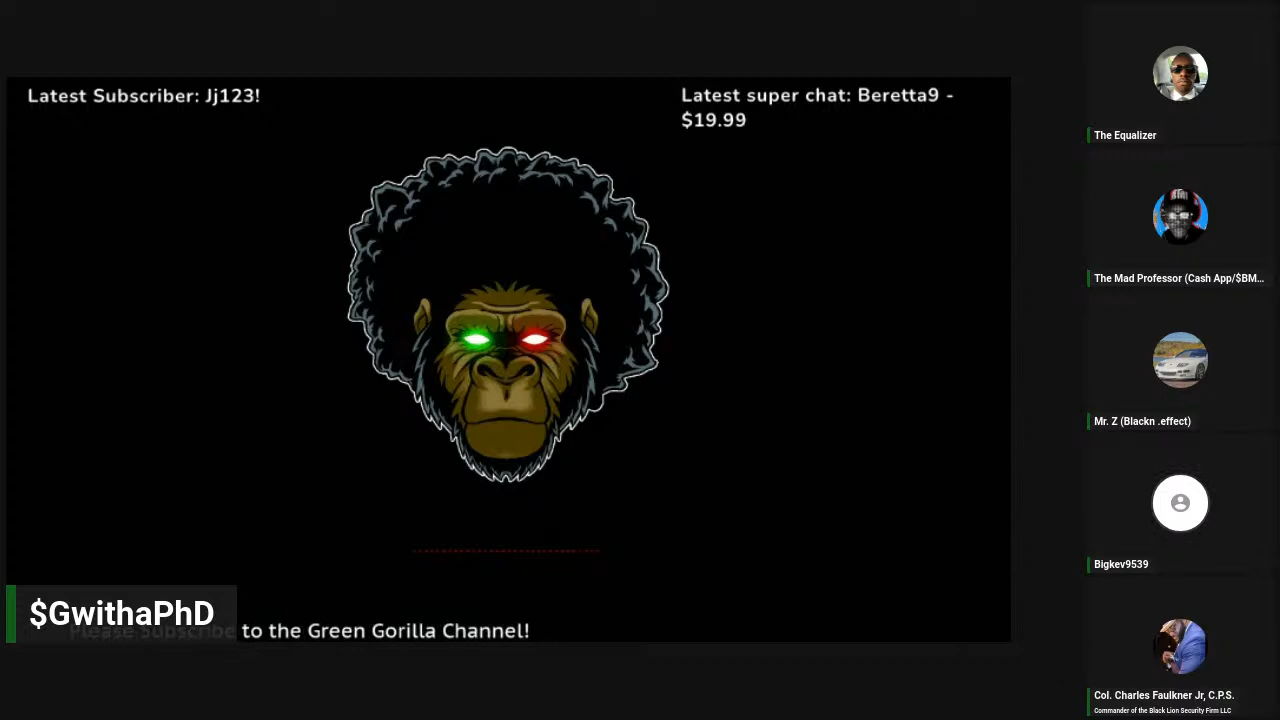 Latest Subscriber: Jj123!
Latest super chat: Beretta9 -
$19.99
The Equalizer
The Mad Professor (Cash App/$BM...
Mr. Z (Blackn .effect)
Bigkev9539
Col. Charles Faulkner Jr, C.P.S.
Commander of the Black Lion Security Firm LLC
$GwithaPhD
Please Subscribe to the Green Gorilla Channel!